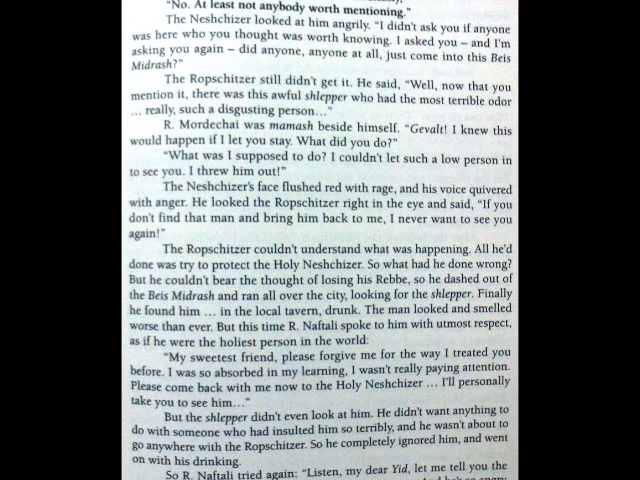 "No. At least not anybody worth mentioning."
The Neshchizer looked at him angrily. "I didn't ask you if anyone
was here who you thought was worth knowing. I asked you – and I'm
asking you again – did anyone, anyone at all, just come into this Beis
Midrash?"
The Ropschitzer still didn't get it. He said, "Well, now that you
mention it, there was this awful shlepper who had the most terrible odor
... really, such a disgusting person..."
R. Mordechai was mamash beside himself. "Gevalt! I knew this
would happen if I let you stay. What did you do?"
"What was I supposed to do? I couldn't let such a low person in
to see you. I threw him out!"
The Neshchizer's face flushed red with rage, and his voice quivered
with anger. He looked the Ropschitzer right in the eye and said, "If you
don't find that man and bring him back to me, I never want to see you
again!"
The Ropschitzer couldn't understand what was happening. All he'd
done was try to protect the Holy Neshchizer. So what had he done wrong?
But he couldn't bear the thought of losing his Rebbe, so he dashed out of
the Beis Midrash and ran all over the city, looking for the shlepper. Finally
he found him ... in the local tavern, drunk. The man looked and smelled
worse than ever. But this time R. Naftali spoke to him with utmost respect,
as if he were the holiest person in the world:
"My sweetest friend, please forgive me for the way I treated you
before. I was so absorbed in my learning, I wasn't really paying attention.
Please come back with me now to the Holy Neshchizer ... I'll personally
take you to see him..."
But the shlepper didn't even look at him. He didn't want anything to
do with someone who had insulted him so terribly, and he wasn't about to
go anywhere with the Ropschitzer. So he completely ignored him, and went
on with his drinking.
So R. Naftali tried again: "Listen, my dear Yid, let me tell you the